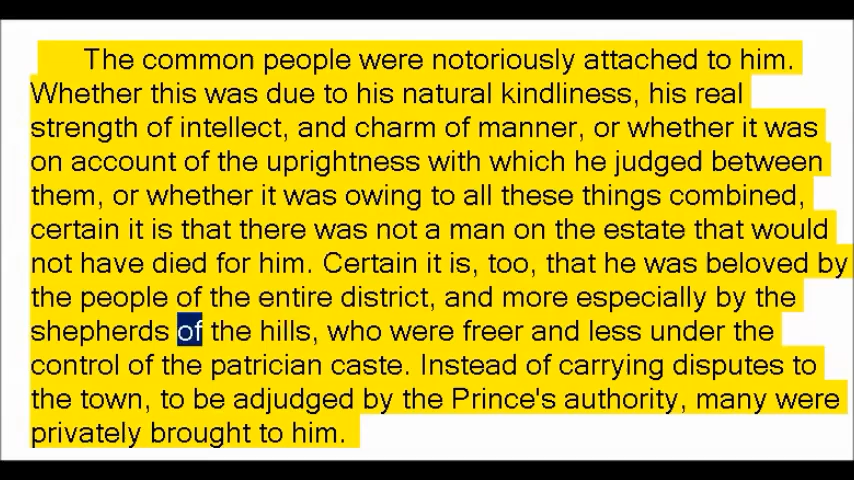 The common people were notoriously attached to him.
Whether this was due to his natural kindliness, his real
strength of intellect, and charm of manner, or whether it was
on account of the uprightness with which he judged between
them, or whether it was owing to all these things combined,
certain it is that there was not a man on the estate that would
not have died for him. Certain it is, too, that he was beloved by
the people of the entire district, and more especially by the
shepherds of the hills, who were freer and less under the
control of the patrician caste. Instead of carrying disputes to
the town, to be adjudged by the Prince's authority, many were
privately brought to him.